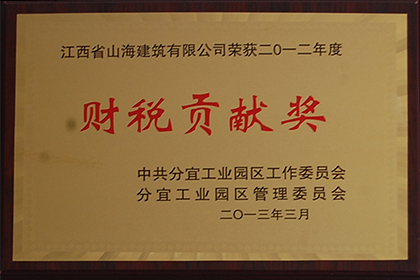 江西省山海建筑有限公司荣获二〇一二年度
财税贡献奖
中共分宜工业园区工作委员会
分宜工业园区管理委员会
二〇一三年三月